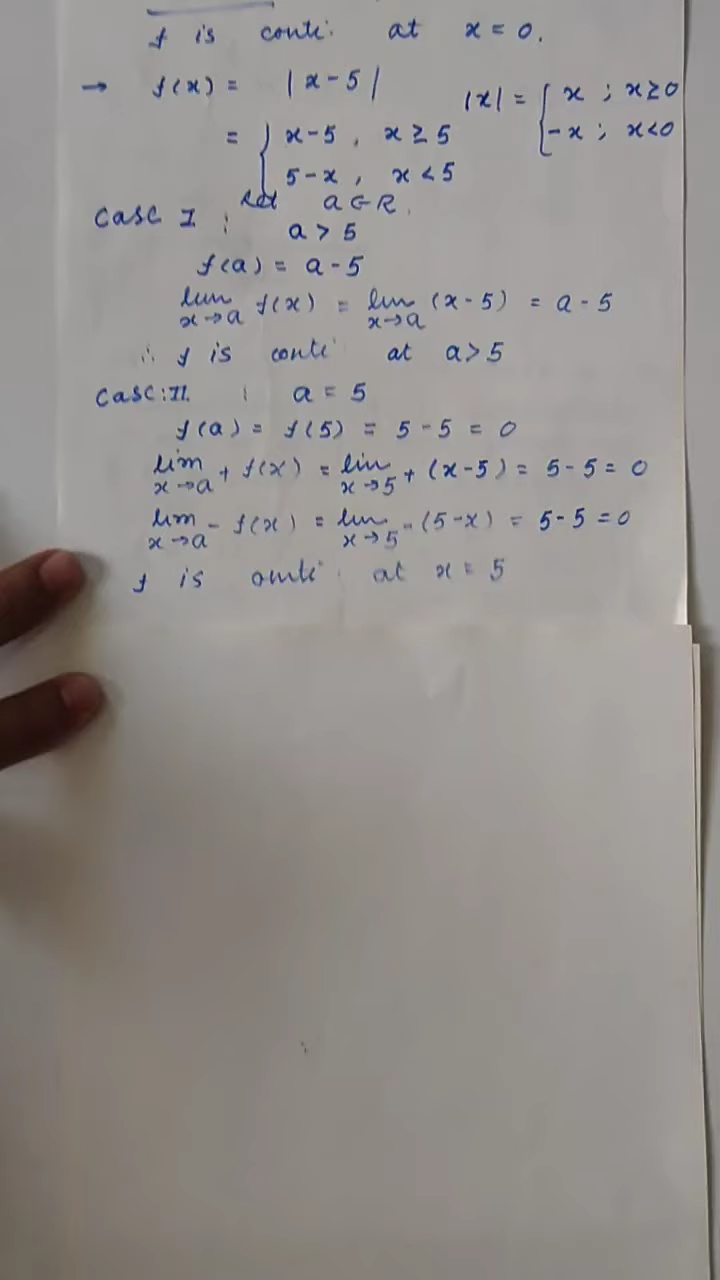 f is conti. at x = 0.
→ f(x) = |x-5| |x| = { x ; x ≥ 0
-x ; x < 0
= { x-5 , x ≥ 5
5-x , x < 5
Let a ∈ R.
Case I : a > 5
f(a) = a - 5
lim x→a f(x) = lim x→a (x-5) = a - 5
∴ f is conti at a > 5
Case: II. : a = 5
f(a) = f(5) = 5 - 5 = 0
lim x→a+ f(x) = lim x→5+ (x-5) = 5 - 5 = 0
lim x→a- f(x) = lim x→5- (5-x) = 5 - 5 = 0
f is conti. at x = 5